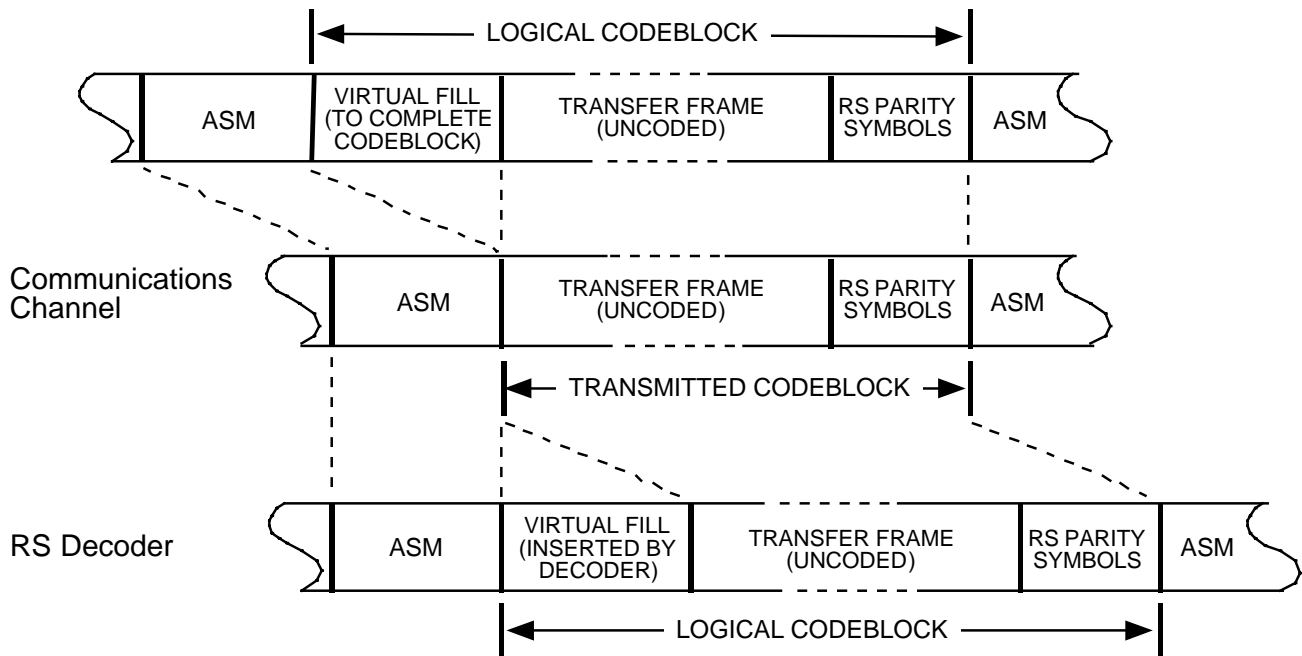 LOGICAL CODEBLOCK
ASM
VIRTUAL FILL
(TO COMPLETE
CODEBLOCK)
TRANSFER FRAME
(UNCODED)
RS PARITY
SYMBOLS
ASM
Communications
Channel
ASM
TRANSFER FRAME
(UNCODED)
RS PARITY
SYMBOLS
ASM
TRANSMITTED CODEBLOCK
RS Decoder
ASM
VIRTUAL FILL
(INSERTED BY
DECODER)
TRANSFER FRAME
(UNCODED)
RS PARITY
SYMBOLS
ASM
LOGICAL CODEBLOCK